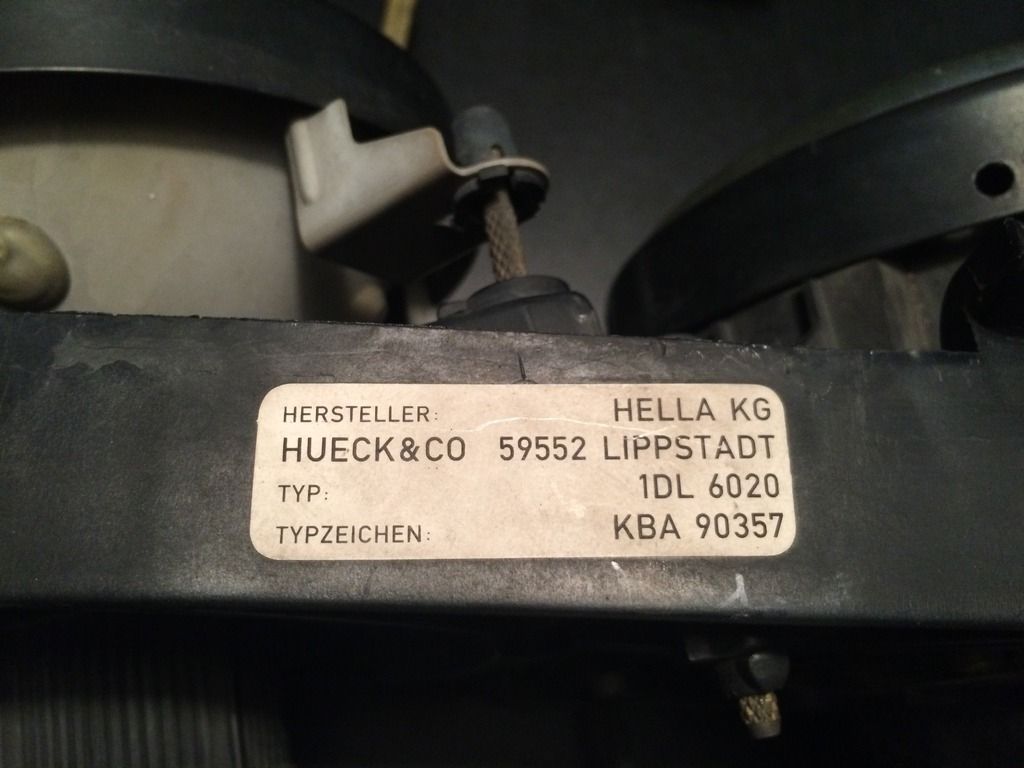 HERSTELLER: HELLA KG
HUECK&CO 59552 LIPPSTADT
TYP: 1DL 6020
TYPZEICHEN: KBA 90357